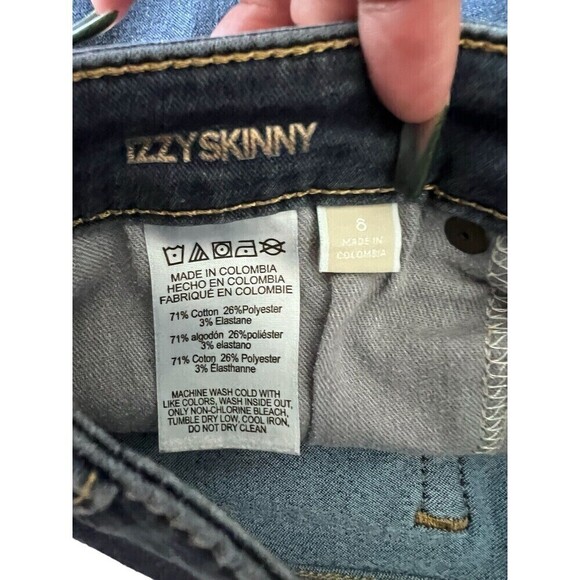 IZZYSKINNY
MADE IN COLOMBIA
HECHO EN COLOMBIA
FABRIQUÉ EN COLOMBIE
71% Cotton 26%Polyester
3% Elastane
71% algodón 26%poliéster
3% elastano
71% Coton 26% Polyester
3% Élasthanne
MACHINE WASH COLD WITH
LIKE COLORS, WASH INSIDE OUT,
ONLY NON-CHLORINE BLEACH,
TUMBLE DRY LOW, COOL IRON,
DO NOT DRY CLEAN
6
MADE IN
COLOMBIA